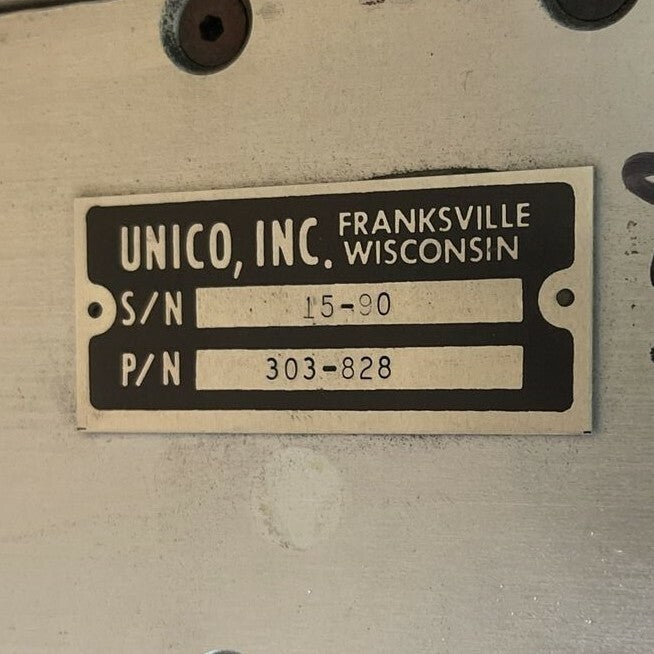 UNICO, INC. FRANKSVILLE
WISCONSIN
S/N 15-90
P/N 303-828